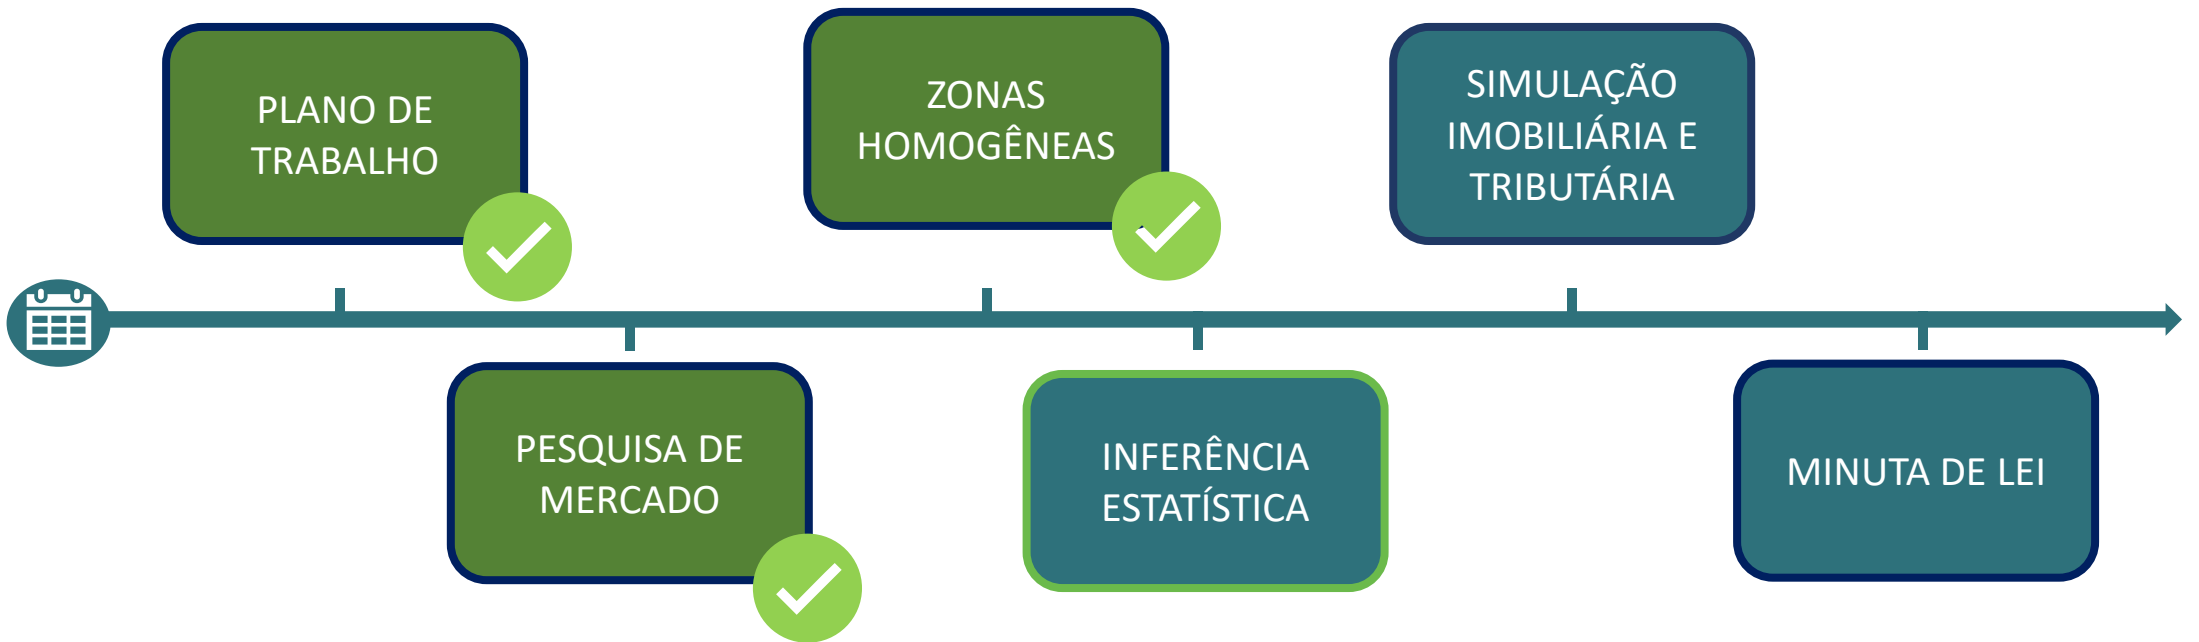 PLANO DE
TRABALHO
PESQUISA DE
MERCADO
ZONAS
HOMOGÊNEAS
INFERÊNCIA
ESTATÍSTICA
SIMULAÇÃO
IMOBILIÁRIA E
TRIBUTÁRIA
MINUTA DE LEI